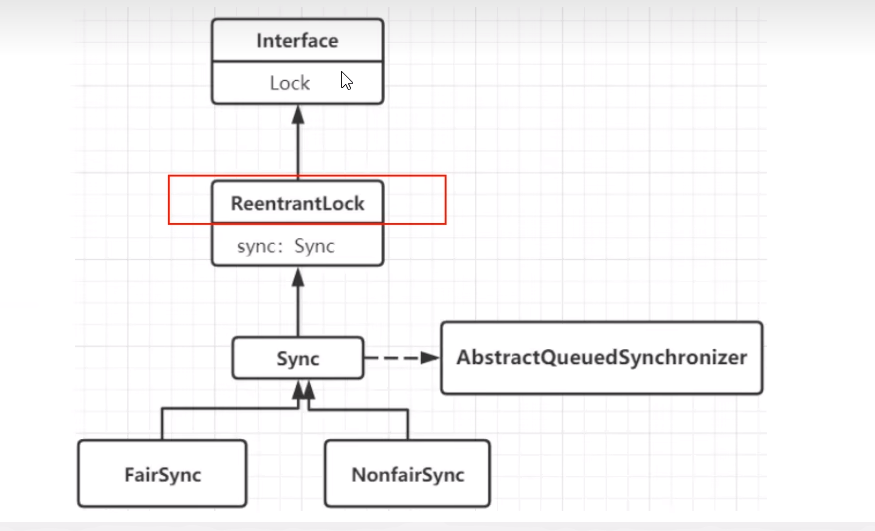 Interface
Lock
ReentrantLock
sync: Sync
Sync
AbstractQueuedSynchronizer
FairSync
NonfairSync